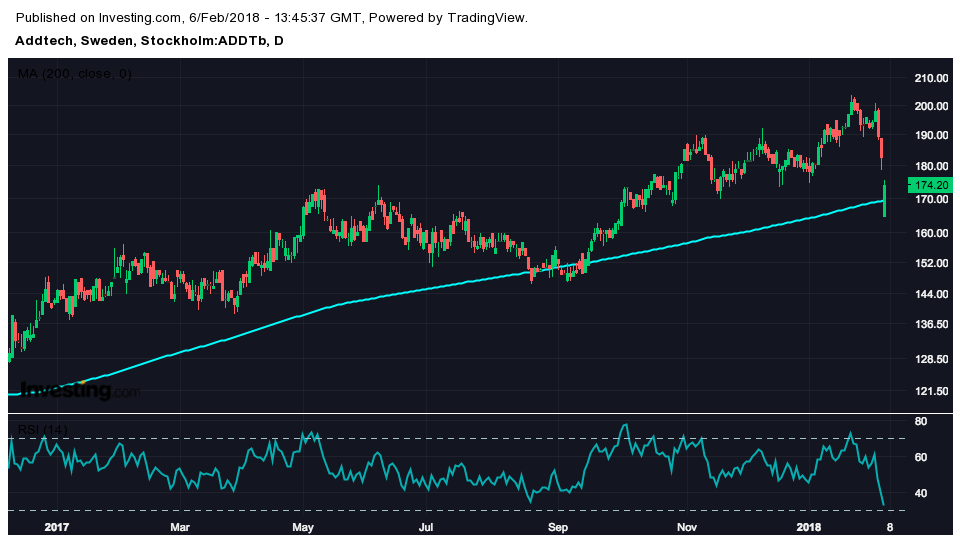 Published on Investing.com, 6/Feb/2018 - 13:45:37 GMT, Powered by TradingView.
Addtech, Sweden, Stockholm:ADDTb, D
MA (200, close, 0)
210.00
200.00
190.00
180.00
174.20
170.00
160.00
152.00
144.00
136.50
128.50
121.50
Investing.com
RSI (14)
80
60
40
2017 Mar May Jul Sep Nov 2018 8